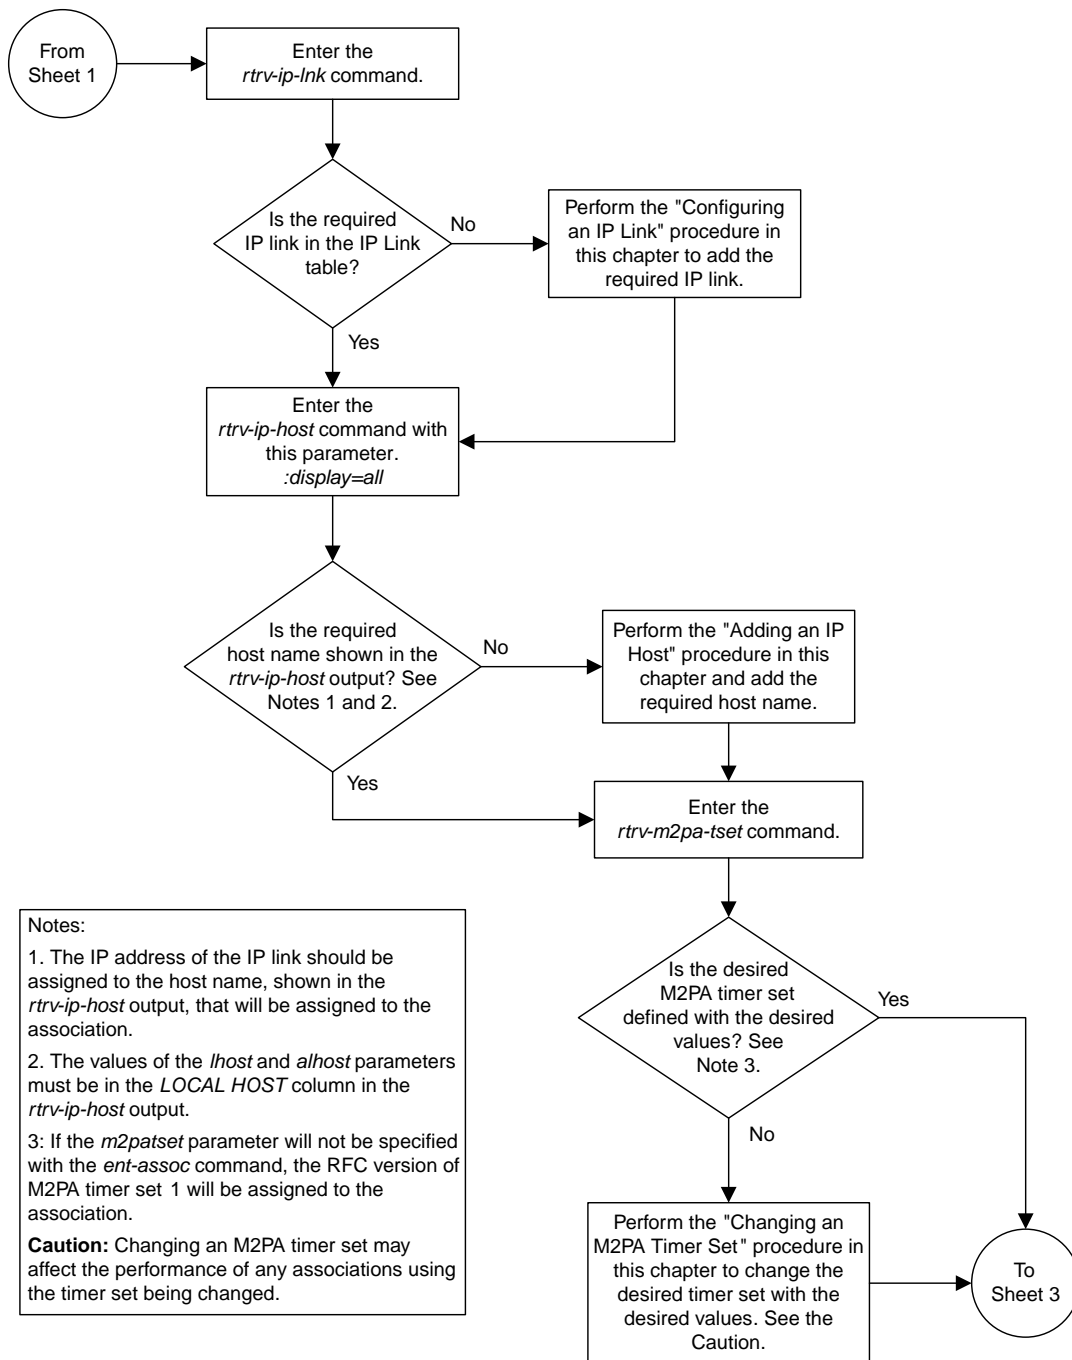 From
Sheet 1
Enter the
rtrv-ip-lnk command.
Is the required
IP link in the IP Link
table?
No
Perform the "Configuring
an IP Link" procedure in
this chapter to add the
required IP link.
Yes
Enter the
rtrv-ip-host command with
this parameter.
:display=all
Is the required
host name shown in the
rtrv-ip-host output? See
Notes 1 and 2.
No
Perform the "Adding an IP
Host" procedure in this
chapter and add the
required host name.
Yes
Enter the
rtrv-m2pa-tset command.
Is the desired
M2PA timer set
defined with the desired
values? See
Note 3.
Yes
No
Perform the "Changing an
M2PA Timer Set" procedure in
this chapter to change the
desired timer set with the
desired values. See the
Caution.
To
Sheet 3
Notes:
1. The IP address of the IP link should be
assigned to the host name, shown in the
rtrv-ip-host output, that will be assigned to the
association.
2. The values of the lhost and alhost parameters
must be in the LOCAL HOST column in the
rtrv-ip-host output.
3: If the m2patset parameter will not be specified
with the ent-assoc command, the RFC version of
M2PA timer set 1 will be assigned to the
association.
Caution: Changing an M2PA timer set may
affect the performance of any associations using
the timer set being changed.